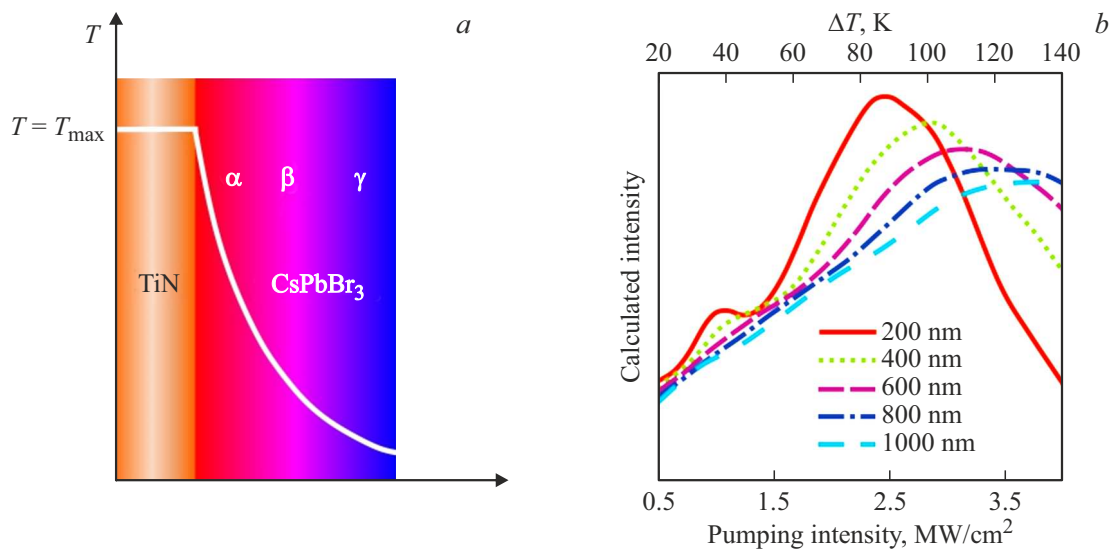 a
T
T = Tmax
α β γ
TiN
CsPbBr3
b
ΔT, K
20 40 60 80 100 120 140
Calculated intensity
200 nm
400 nm
600 nm
800 nm
1000 nm
0.5 1.5 2.5 3.5
Pumping intensity, MW/cm²